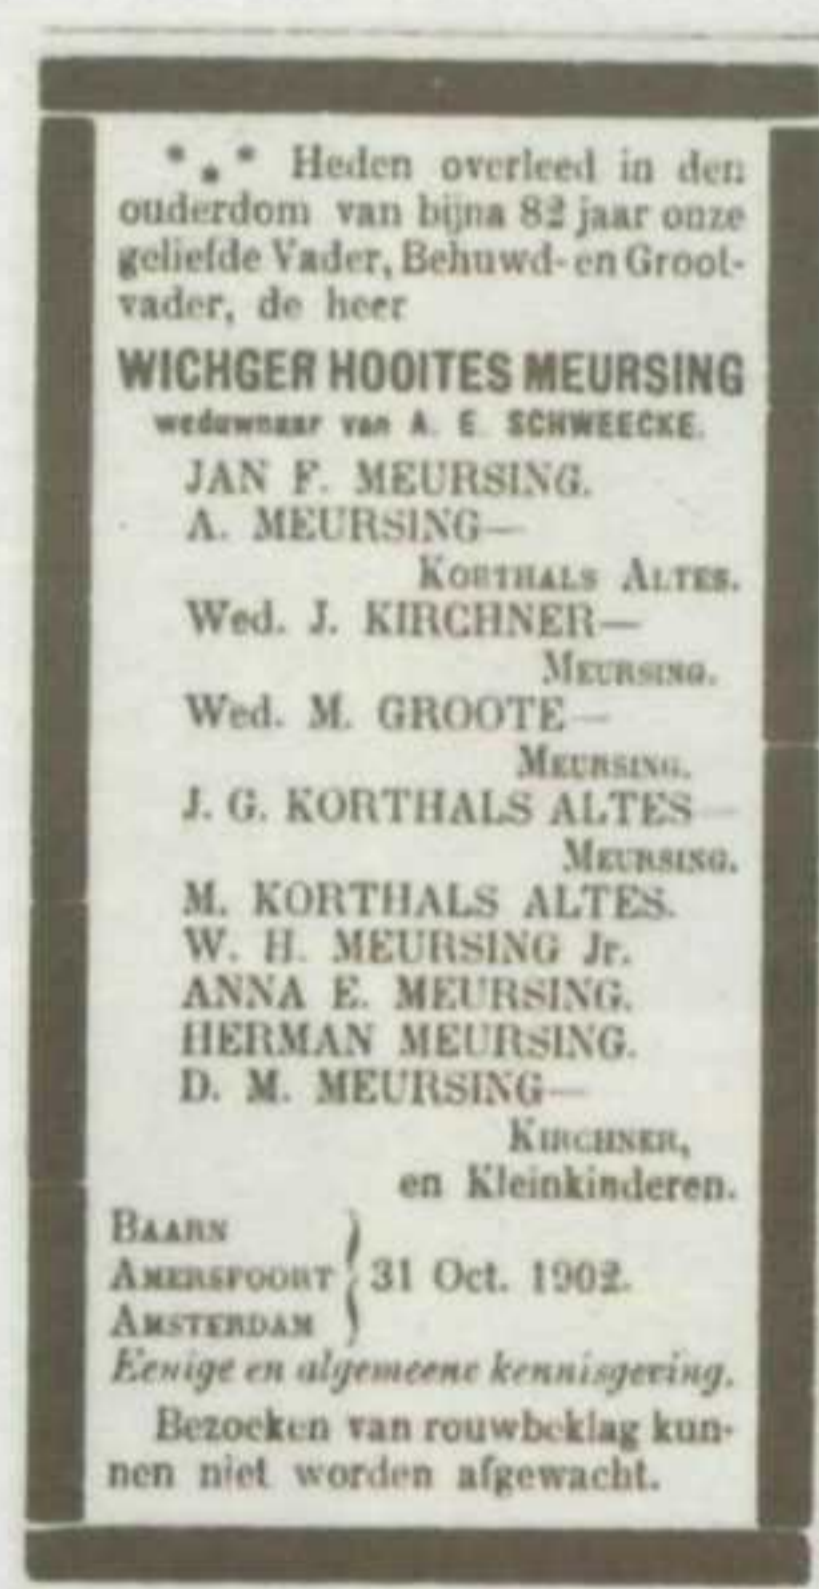 *⁎* Heden overleed in den
ouderdom van bijna 82 jaar onze
geliefde Vader, Behuwd- en Groot-
vader, de heer
WICHGER HOOITES MEURSING
weduwnaar van A. E. SCHWEECKE.
JAN F. MEURSING.
A. MEURSING—
KORTHALS ALTES.
Wed. J. KIRCHNER—
MEURSING.
Wed. M. GROOTE—
MEURSING.
J. G. KORTHALS ALTES—
MEURSING.
M. KORTHALS ALTES.
W. H. MEURSING Jr.
ANNA E. MEURSING.
HERMAN MEURSING.
D. M. MEURSING—
KIRCHNER,
en Kleinkinderen.
BAARN
AMERSFOORT } 31 Oct. 1902.
AMSTERDAM
Eenige en algemeene kennisgeving.
Bezoeken van rouwbeklag kun-
nen niet worden afgewacht.